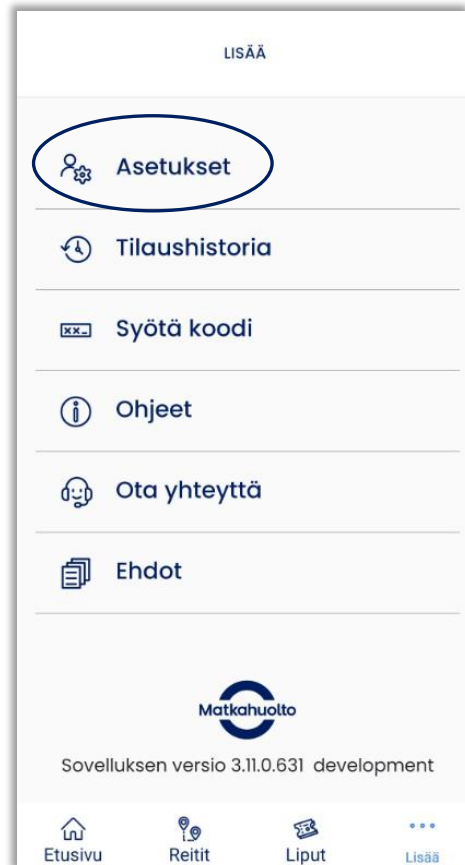 LISÄÄ
Asetukset
Tilaushistoria
xx_ Syötä koodi
i Ohjeet
Ota yhteyttä
Ehdot
Matkahuolto
Sovelluksen versio 3.11.0.631 development
Etusivu Reitit Liput Lisää